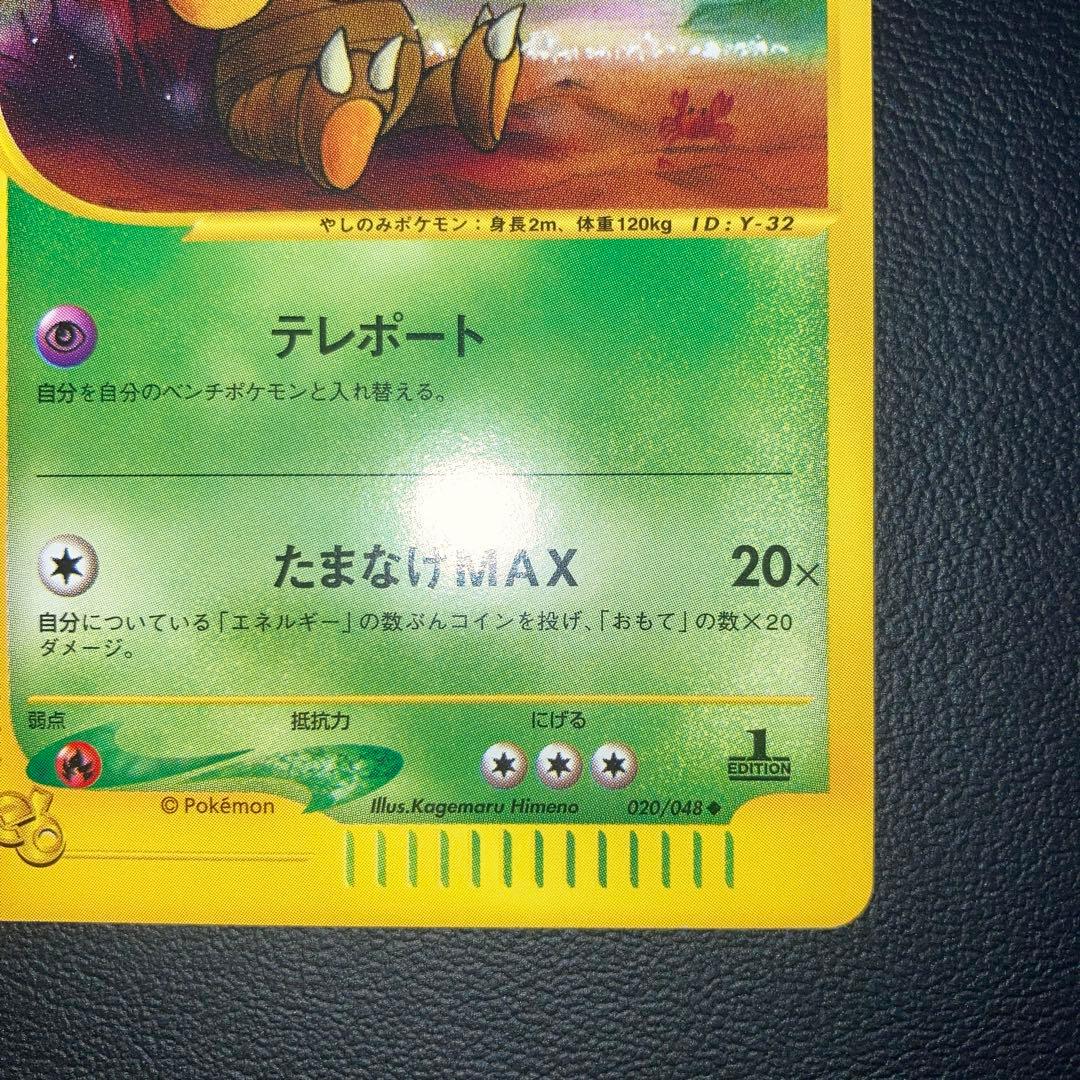 やしのみポケモン：身長2m、体重120kg ID:Y-32
テレポート
自分を自分のベンチポケモンと入れ替える。
たまなげMAX 20×
自分についている「エネルギー」の数ぶんコインを投げ、「おもて」の数×20
ダメージ。
弱点 抵抗力 にげる
1
EDITION
© Pokémon Illus.Kagemaru Himeno 020/048◆